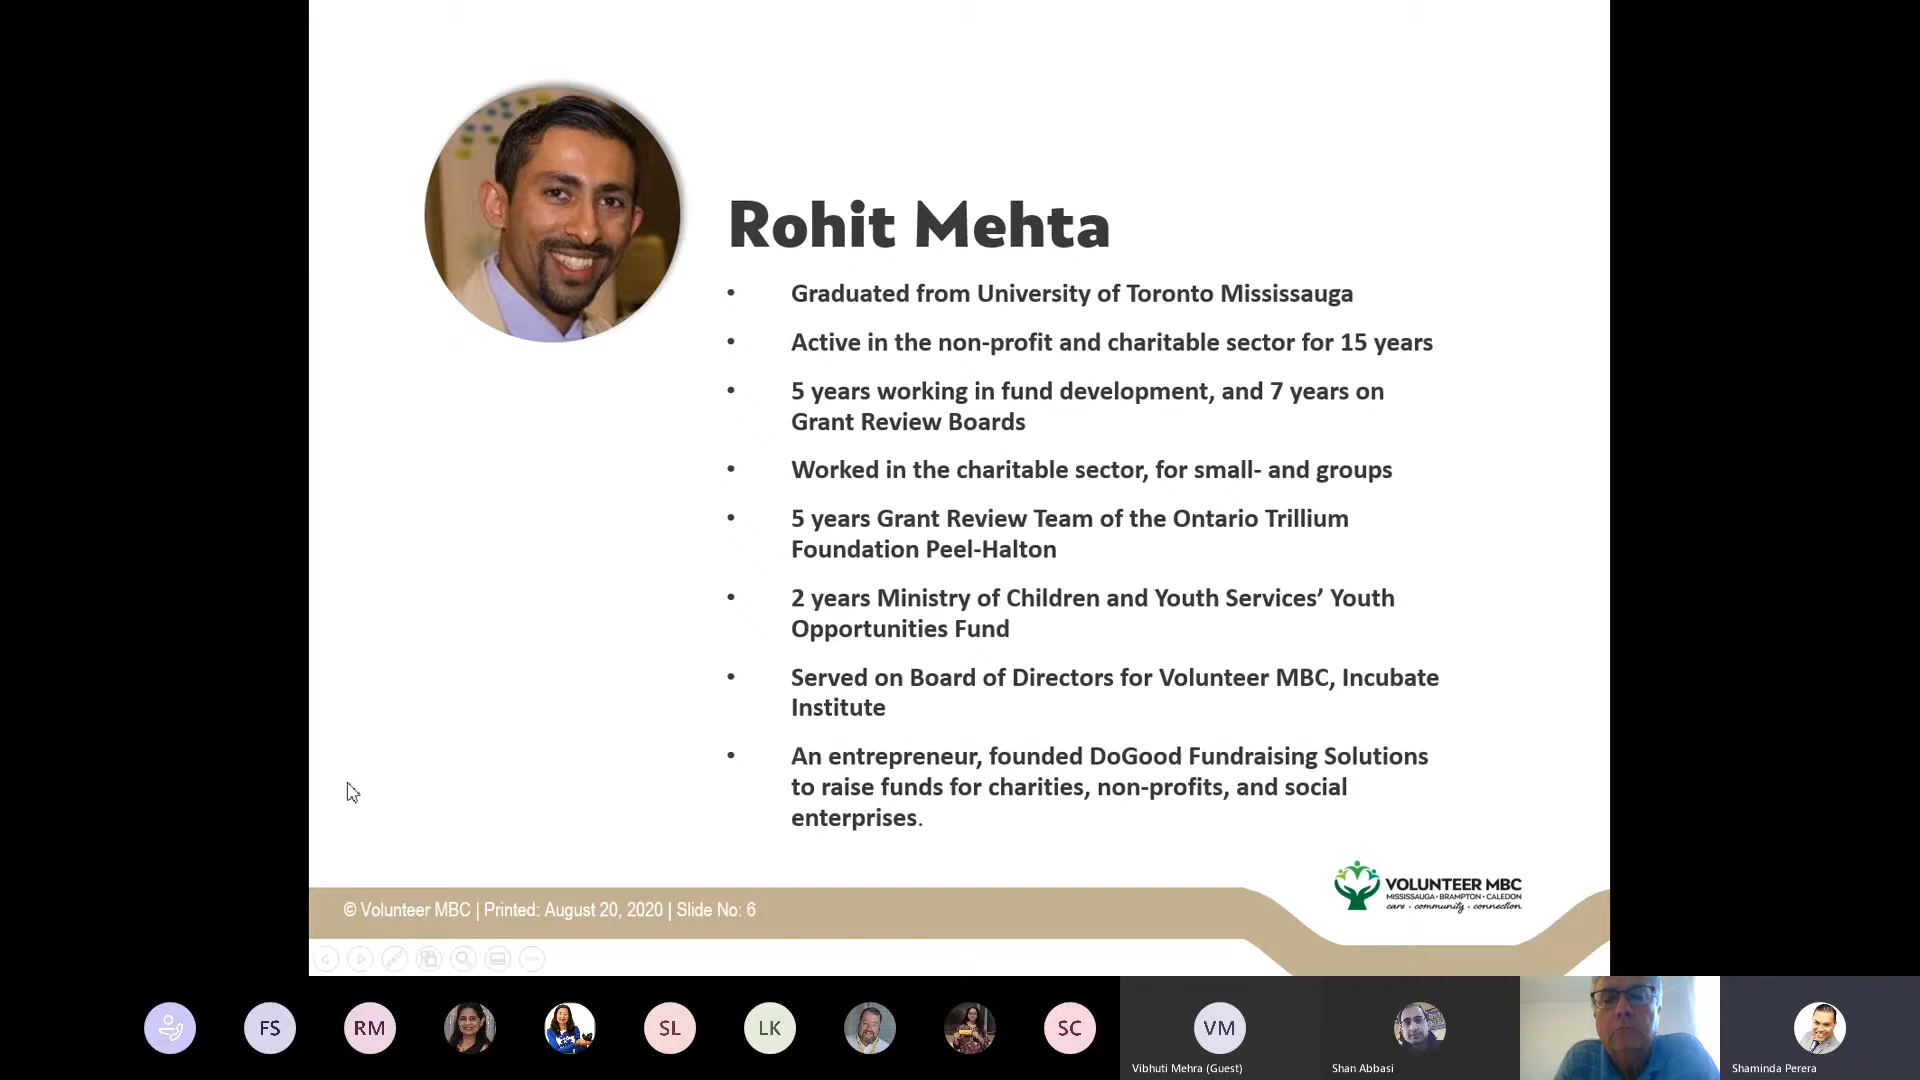 Rohit Mehta
• Graduated from University of Toronto Mississauga
• Active in the non-profit and charitable sector for 15 years
• 5 years working in fund development, and 7 years on
Grant Review Boards
• Worked in the charitable sector, for small- and groups
• 5 years Grant Review Team of the Ontario Trillium
Foundation Peel-Halton
• 2 years Ministry of Children and Youth Services’ Youth
Opportunities Fund
• Served on Board of Directors for Volunteer MBC, Incubate
Institute
• An entrepreneur, founded DoGood Fundraising Solutions
to raise funds for charities, non-profits, and social
enterprises.
VOLUNTEER MBC
MISSISSAUGA • BRAMPTON • CALEDON
care • community • connection
© Volunteer MBC | Printed: August 20, 2020 | Slide No: 6
FS
RM
SL
LK
SC
VM
Vibhuti Mehra (Guest)
Shan Abbasi
Shaminda Perera